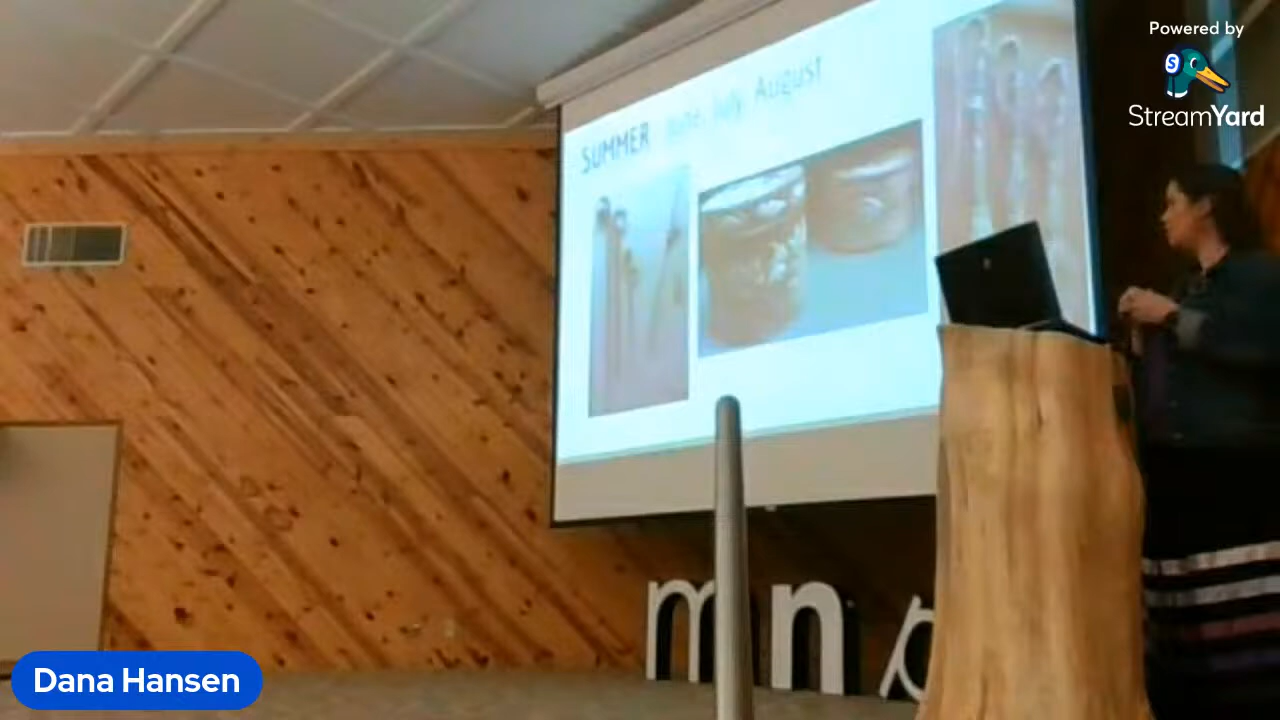 Powered by
StreamYard
SUMMER June, July, August
mn
Dana Hansen